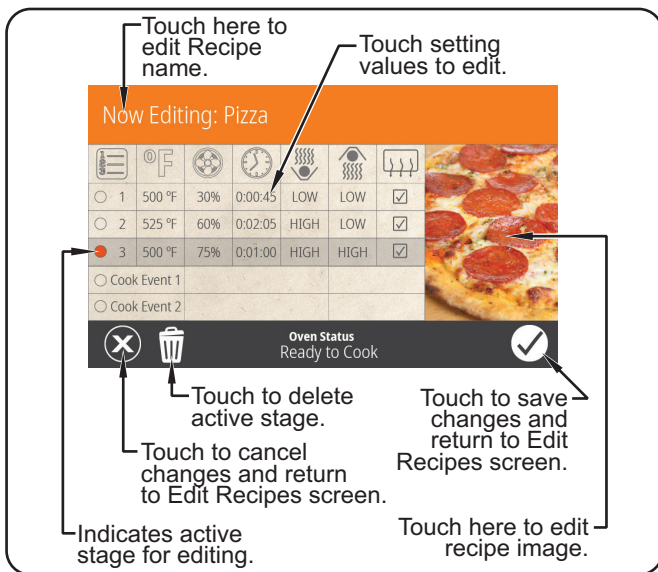 Touch here to
edit Recipe
name.
Touch setting
values to edit.
Now Editing: Pizza
°F
1 500 °F 30% 0:00:45 LOW LOW
2 525 °F 60% 0:02:05 HIGH LOW
3 500 °F 75% 0:01:00 HIGH HIGH
Cook Event 1
Cook Event 2
Oven Status
Ready to Cook
Touch to delete
active stage.
Touch to save
changes and
return to Edit
Recipes screen.
Touch to cancel
changes and return
to Edit Recipes screen.
Indicates active
stage for editing.
Touch here to edit
recipe image.